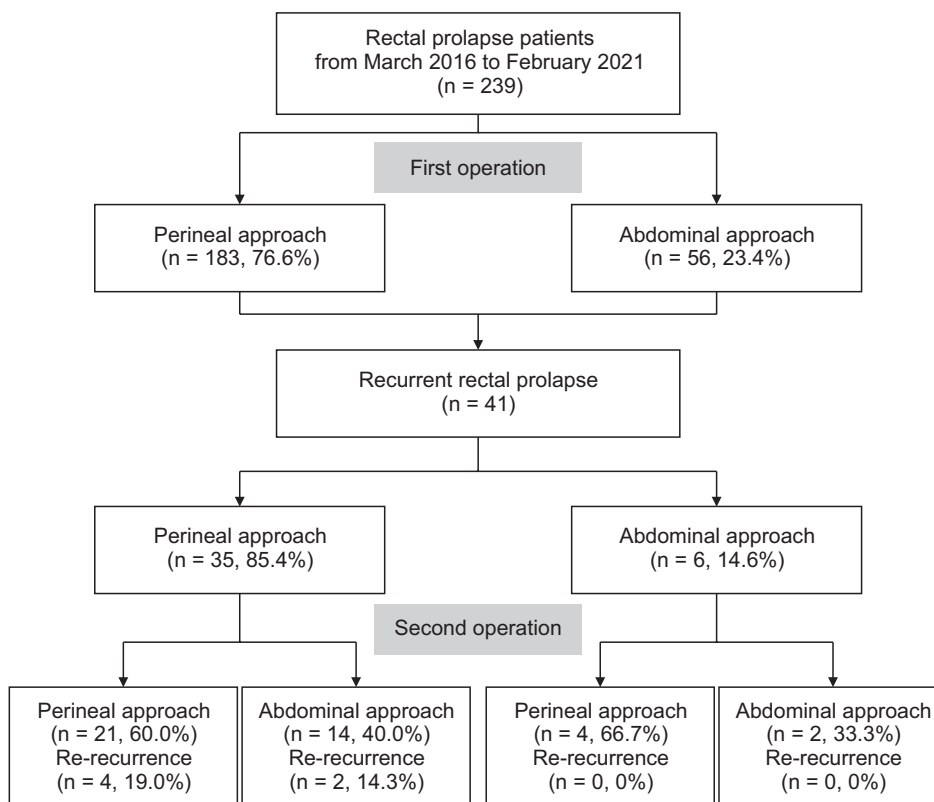 Rectal prolapse patients
from March 2016 to February 2021
(n = 239)
First operation
Perineal approach
(n = 183, 76.6%)
Abdominal approach
(n = 56, 23.4%)
Recurrent rectal prolapse
(n = 41)
Perineal approach
(n = 35, 85.4%)
Abdominal approach
(n = 6, 14.6%)
Second operation
Perineal approach
(n = 21, 60.0%)
Re-recurrence
(n = 4, 19.0%)
Abdominal approach
(n = 14, 40.0%)
Re-recurrence
(n = 2, 14.3%)
Perineal approach
(n = 4, 66.7%)
Re-recurrence
(n = 0, 0%)
Abdominal approach
(n = 2, 33.3%)
Re-recurrence
(n = 0, 0%)